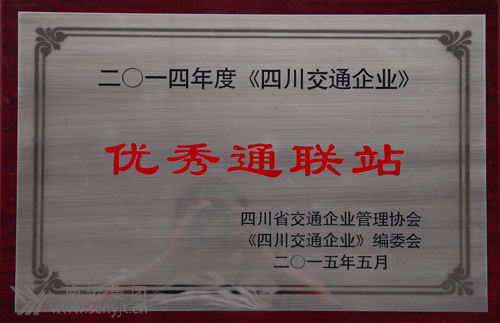 二〇一四年度《四川交通企业》
优秀通联站
四川省交通企业管理协会
《四川交通企业》编委会
二〇一五年五月